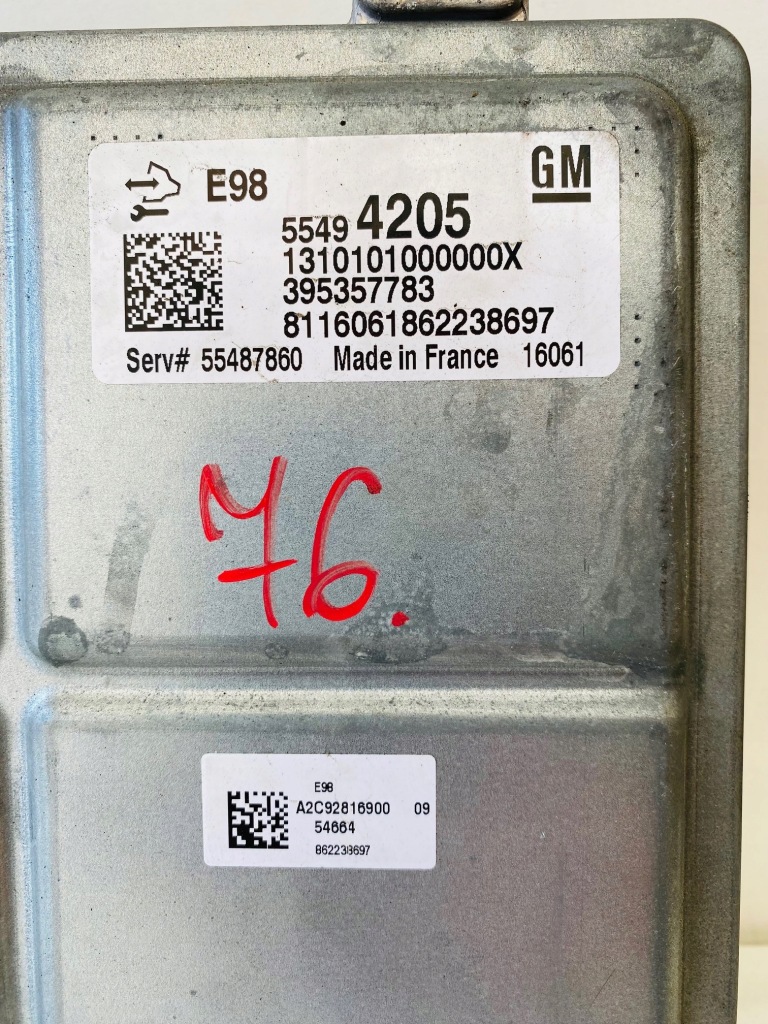 E98
GM
5549 4205
1310101000000X
395357783
8116061862238697
Serv# 55487860 Made in France 16061
76.
E98
A2C92816900 09
54664
862238697